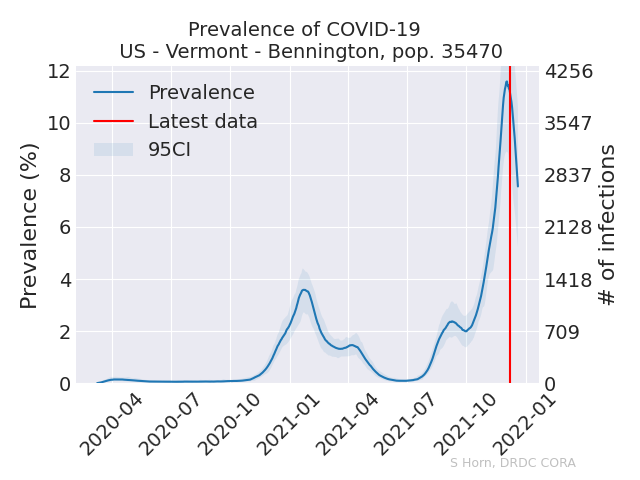 Prevalence of COVID-19
US - Vermont - Bennington, pop. 35470
Prevalence
Latest data
95CI
Prevalence (%)
12
10
8
6
4
2
0
4256
3547
2837
2128
1418
709
0
# of infections
2020-04
2020-07
2020-10
2021-01
2021-04
2021-07
2021-10
2022-01
S Horn, DRDC CORA